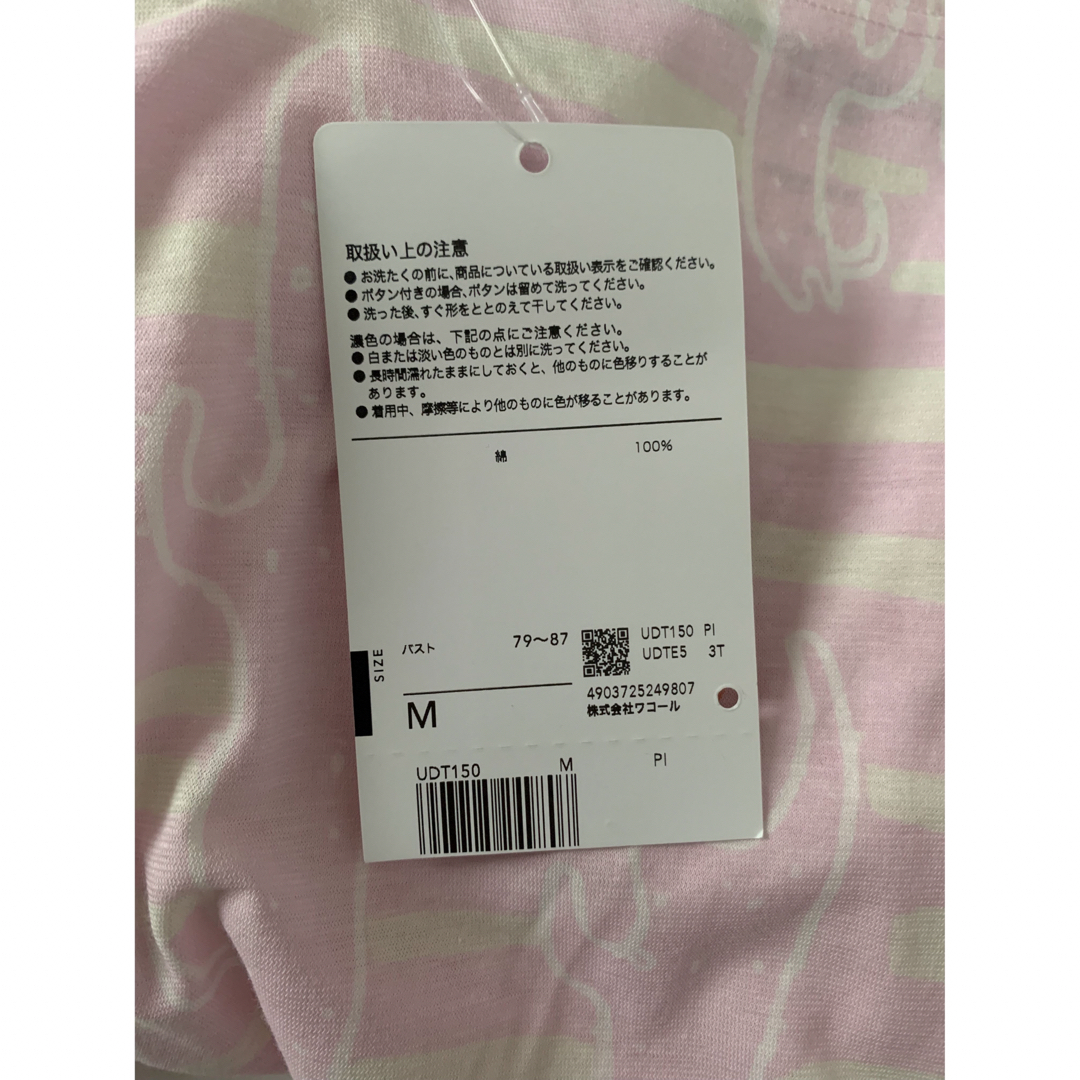 取扱い上の注意
●お洗たくの前に、商品についている取扱い表示をご確認ください。
●ボタン付きの場合、ボタンは留めて洗ってください。
●洗った後、すぐ形をととのえて干してください。
濃色の場合は、下記の点にご注意ください。
●白または淡い色のものとは別に洗ってください。
●長時間濡れたままにしておくと、他のものに色移りすることが
あります。
●着用中、摩擦等により他のものに色が移ることがあります。
綿 100%
SIZE
バスト 79〜87
M
UDT150 PI
UDTE5 3T
4903725249807
株式会社ワコール
UDT150 M PI